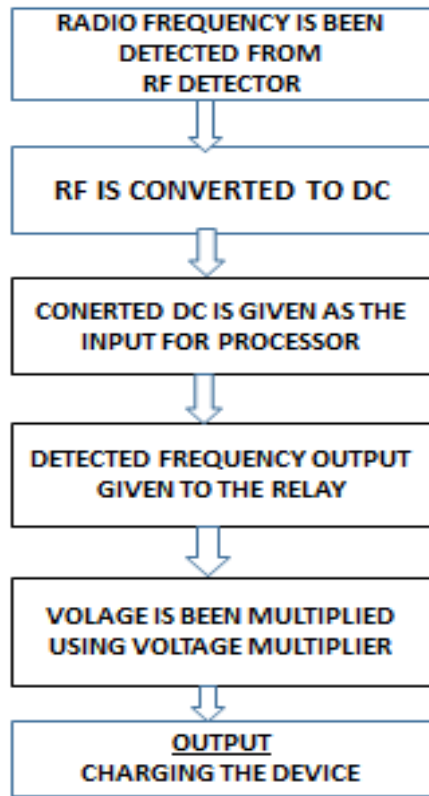 RADIO FREQUENCY IS BEEN
DETECTED FROM
RF DETECTOR
RF IS CONVERTED TO DC
CONERTED DC IS GIVEN AS THE
INPUT FOR PROCESSOR
DETECTED FREQUENCY OUTPUT
GIVEN TO THE RELAY
VOLAGE IS BEEN MULTIPLIED
USING VOLTAGE MULTIPLIER
OUTPUT
CHARGING THE DEVICE